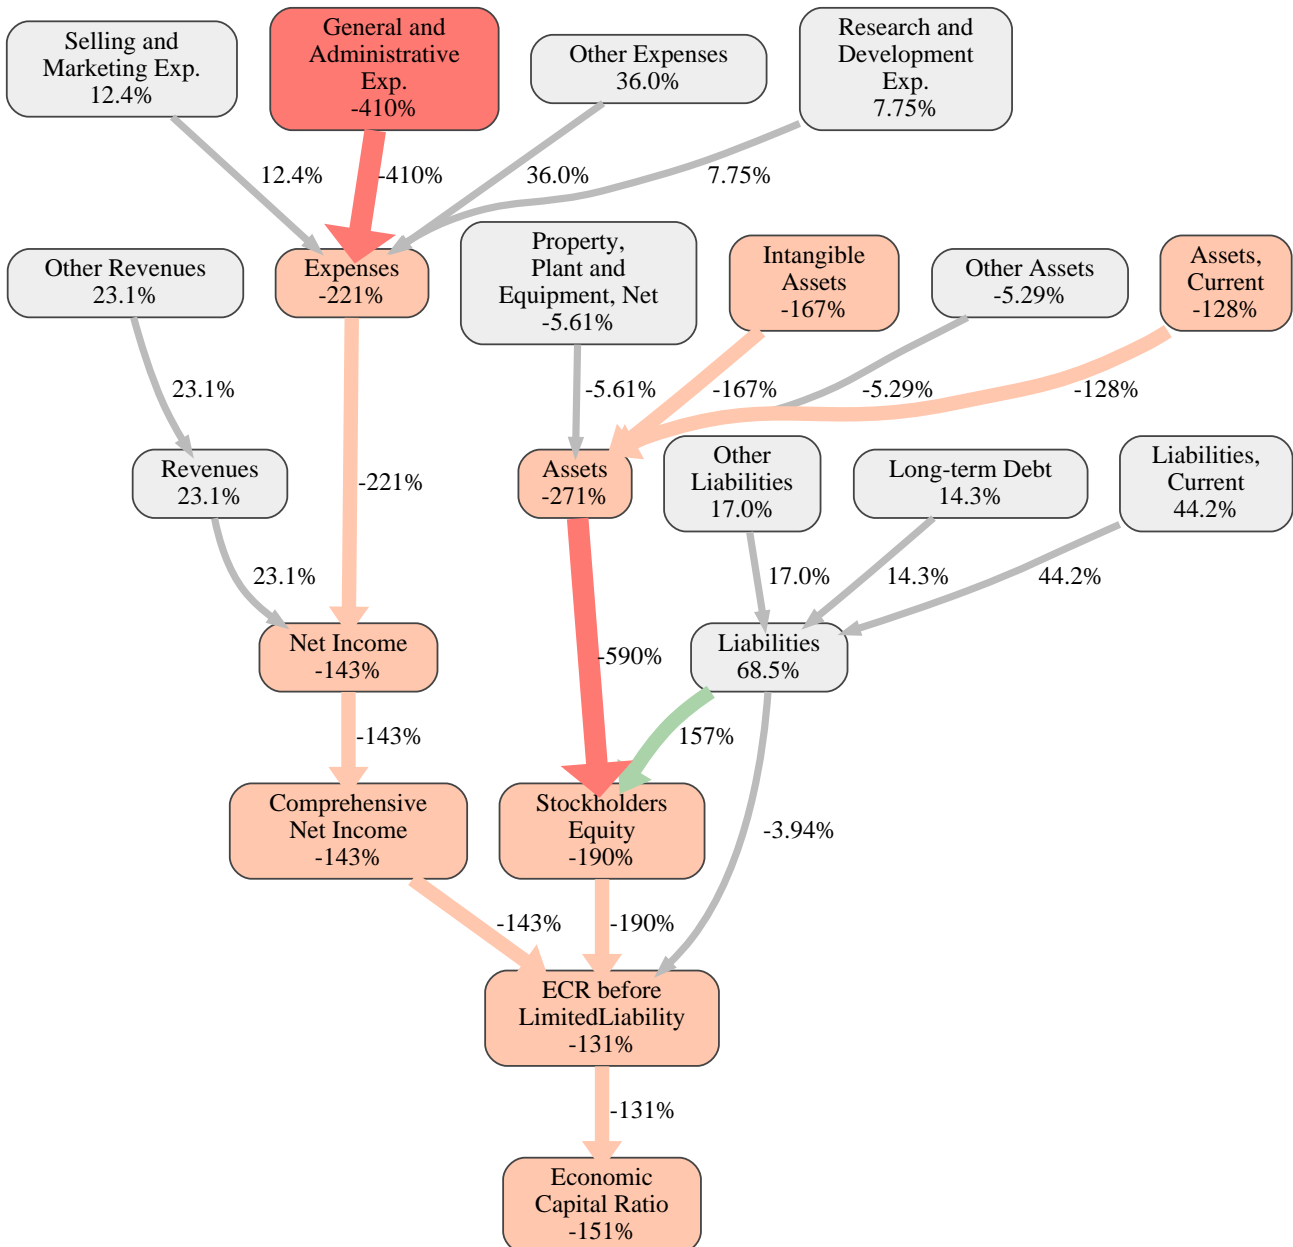 Selling and
Marketing Exp.
12.4%
General and
Administrative
Exp.
-410%
Other Expenses
36.0%
Research and
Development
Exp.
7.75%
12.4%
-410%
36.0%
7.75%
Other Revenues
23.1%
Expenses
-221%
Property,
Plant and
Equipment, Net
-5.61%
Intangible
Assets
-167%
Other Assets
-5.29%
Assets,
Current
-128%
23.1%
-5.61%
-167%
-5.29%
-128%
Revenues
23.1%
-221%
Assets
-271%
Other
Liabilities
17.0%
Long-term Debt
14.3%
Liabilities,
Current
44.2%
23.1%
17.0%
14.3%
44.2%
Net Income
-143%
-590%
Liabilities
68.5%
-143%
157%
Comprehensive
Net Income
-143%
Stockholders
Equity
-190%
-3.94%
-143%
-190%
ECR before
LimitedLiability
-131%
-131%
Economic
Capital Ratio
-151%